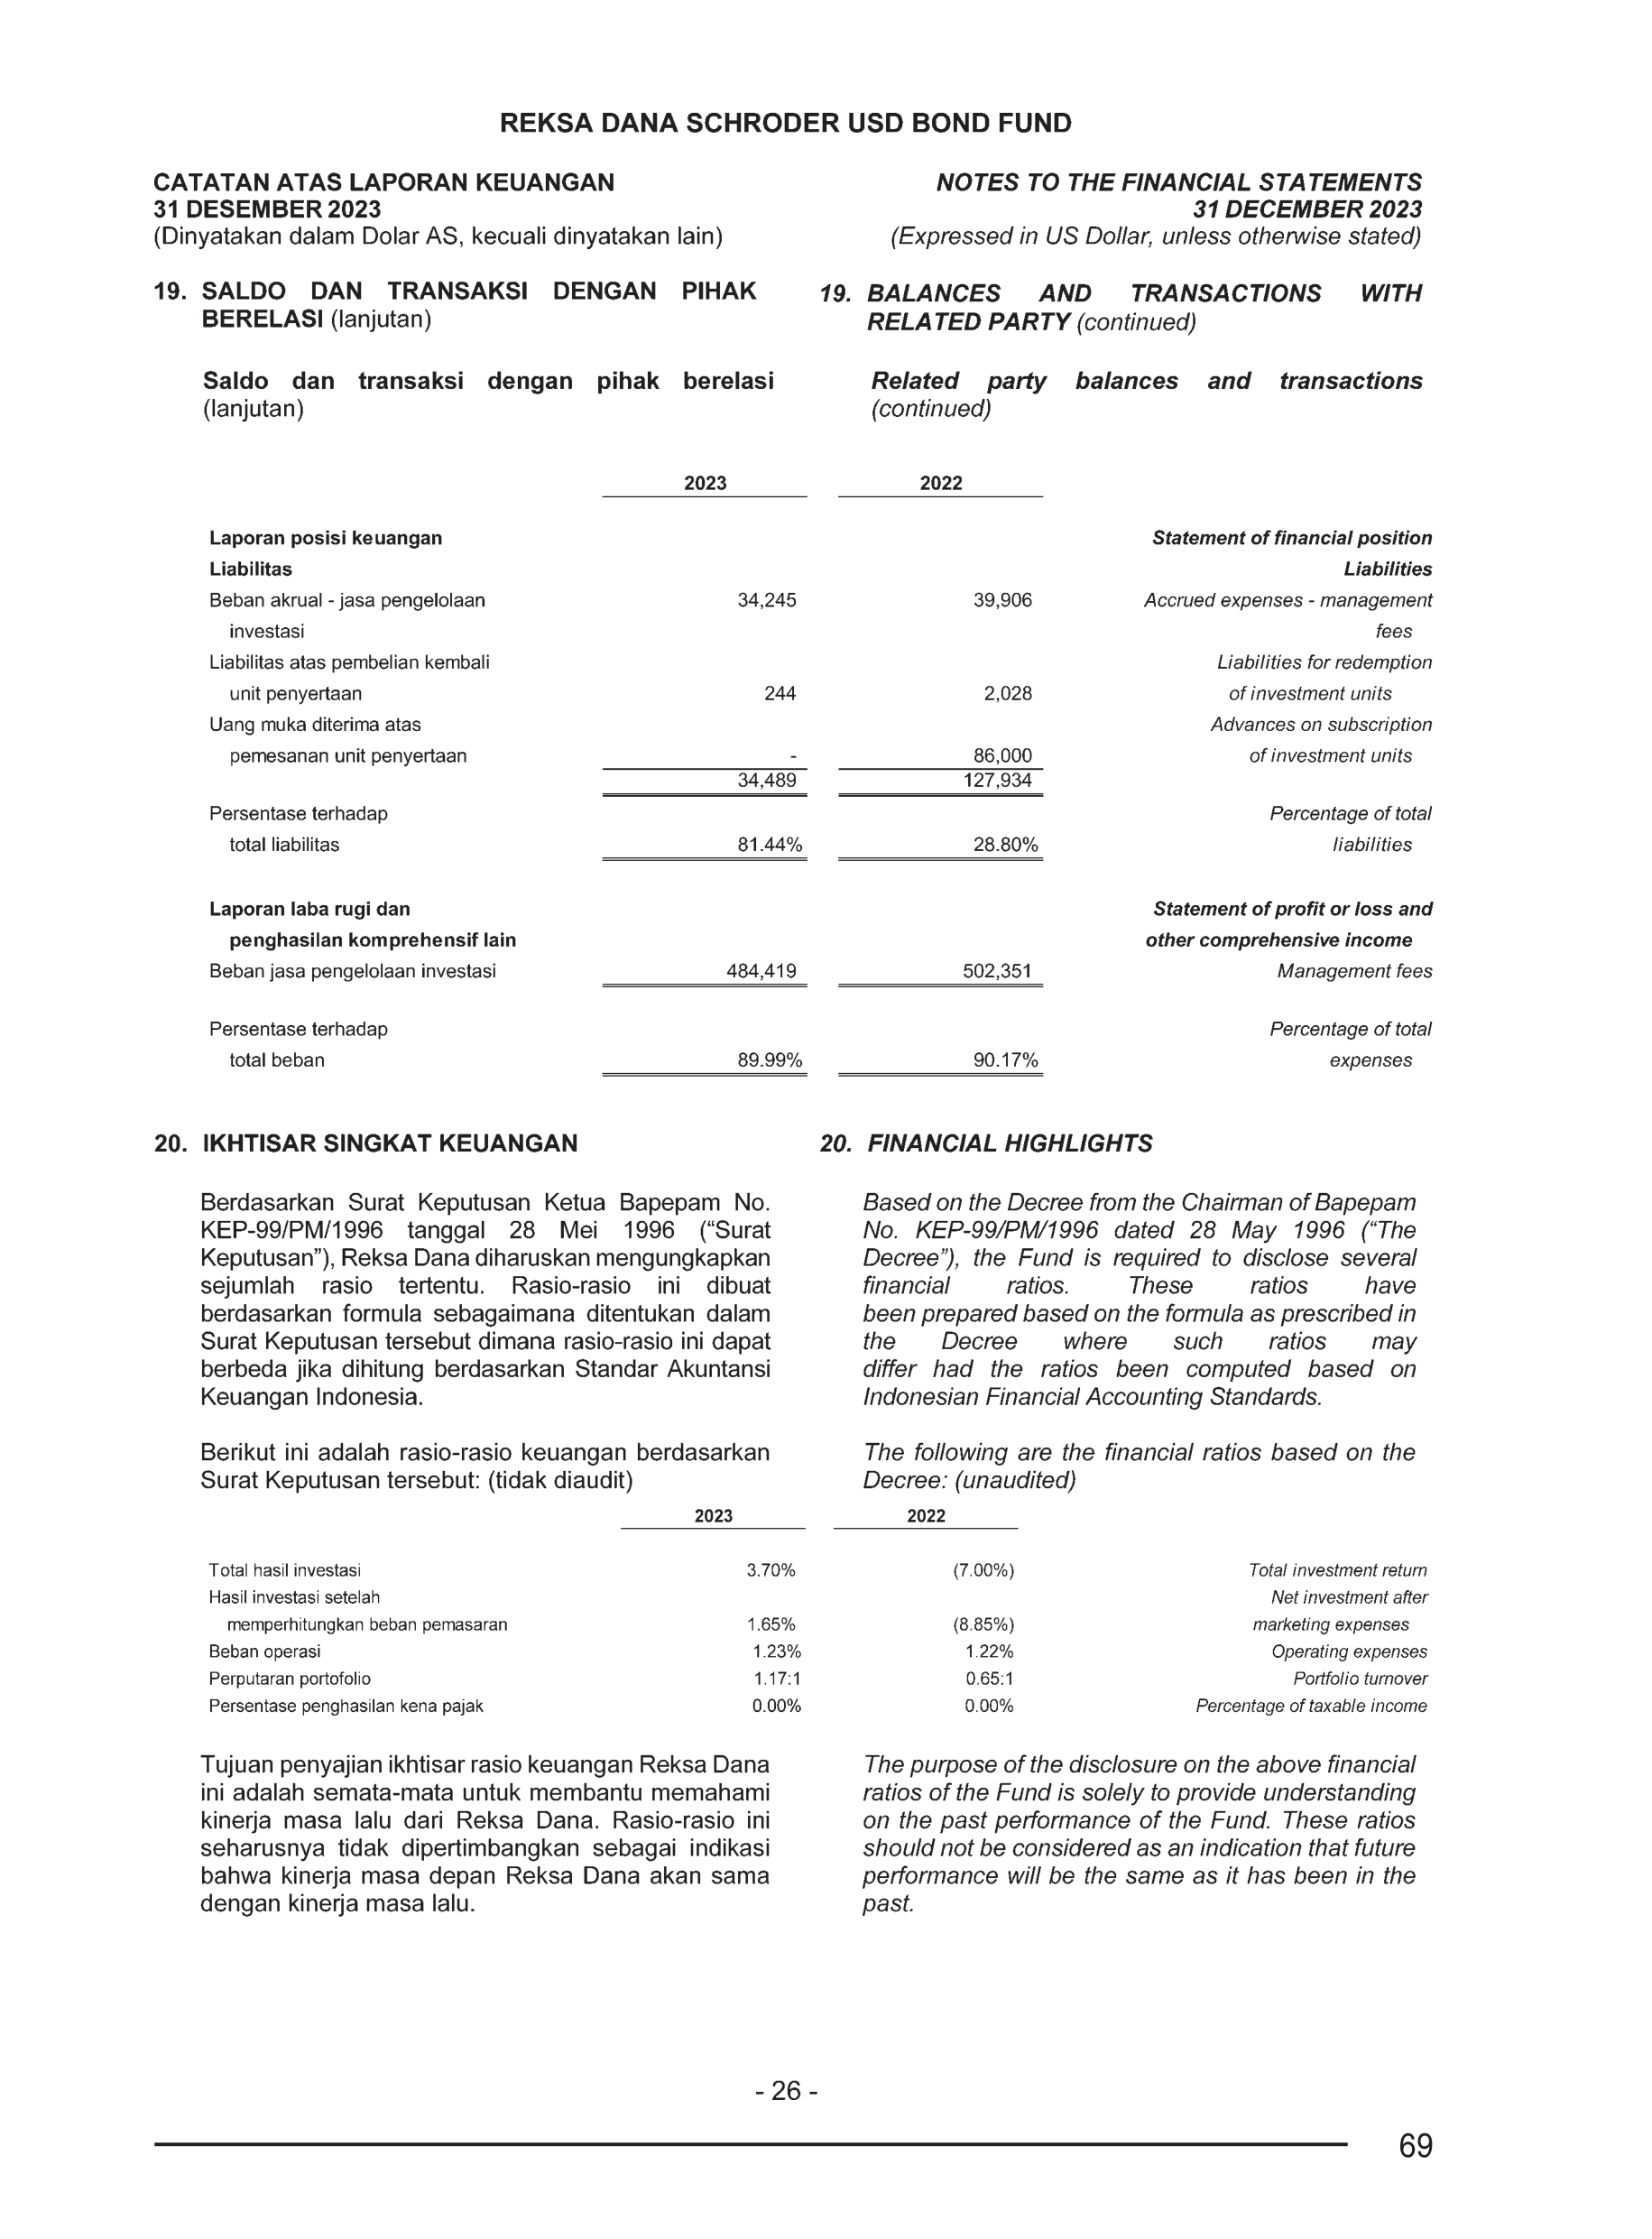 REKSA DANA SCHRODER USD BOND FUND
CATATAN ATAS LAPORAN KEUANGAN
31 DESEMBER 2023
(Dinyatakan dalam Dolar AS, kecuali dinyatakan lain)
NOTES TO THE FINANCIAL STATEMENTS
31 DECEMBER 2023
(Expressed in US Dollar, unless otherwise stated)
19. SALDO DAN TRANSAKSI DENGAN PIHAK
BERELASI (lanjutan)
19. BALANCES AND TRANSACTIONS WITH
RELATED PARTY (continued)
Saldo dan transaksi dengan pihak berelasi
(lanjutan)
Related party balances and transactions
(continued)
2023 2022
Laporan posisi keuangan Statement of financial position
Liabilitas Liabilities
Beban akrual - jasa pengelolaan 34,245 39,906 Accrued expenses - management
investasi fees
Liabilitas atas pembelian kembali Liabilities for redemption
unit penyertaan 244 2,028 of investment units
Uang muka diterima atas Advances on subscription
pemesanan unit penyertaan - 86,000 of investment units
34,489 127,934
Persentase terhadap Percentage of total
total liabilitas 81.44% 28.80% liabilities
Laporan laba rugi dan Statement of profit or loss and
penghasilan komprehensif lain other comprehensive income
Beban jasa pengelolaan investasi 484,419 502,351 Management fees
Persentase terhadap Percentage of total
total beban 89.99% 90.17% expenses
20. IKHTISAR SINGKAT KEUANGAN
20. FINANCIAL HIGHLIGHTS
Berdasarkan Surat Keputusan Ketua Bapepam No.
KEP-99/PM/1996 tanggal 28 Mei 1996 (“Surat
Keputusan”), Reksa Dana diharuskan mengungkapkan
sejumlah rasio tertentu. Rasio-rasio ini dibuat
berdasarkan formula sebagaimana ditentukan dalam
Surat Keputusan tersebut dimana rasio-rasio ini dapat
berbeda jika dihitung berdasarkan Standar Akuntansi
Keuangan Indonesia.
Based on the Decree from the Chairman of Bapepam
No. KEP-99/PM/1996 dated 28 May 1996 (“The
Decree”), the Fund is required to disclose several
financial ratios. These ratios have
been prepared based on the formula as prescribed in
the Decree where such ratios may
differ had the ratios been computed based on
Indonesian Financial Accounting Standards.
Berikut ini adalah rasio-rasio keuangan berdasarkan
Surat Keputusan tersebut: (tidak diaudit)
The following are the financial ratios based on the
Decree: (unaudited)
2023 2022
Total hasil investasi 3.70% (7.00%) Total investment return
Hasil investasi setelah Net investment after
memperhitungkan beban pemasaran 1.65% (8.85%) marketing expenses
Beban operasi 1.23% 1.22% Operating expenses
Perputaran portofolio 1.17:1 0.65:1 Portfolio turnover
Persentase penghasilan kena pajak 0.00% 0.00% Percentage of taxable income
Tujuan penyajian ikhtisar rasio keuangan Reksa Dana
ini adalah semata-mata untuk membantu memahami
kinerja masa lalu dari Reksa Dana. Rasio-rasio ini
seharusnya tidak dipertimbangkan sebagai indikasi
bahwa kinerja masa depan Reksa Dana akan sama
dengan kinerja masa lalu.
The purpose of the disclosure on the above financial
ratios of the Fund is solely to provide understanding
on the past performance of the Fund. These ratios
should not be considered as an indication that future
performance will be the same as it has been in the
past.
- 26 -
69